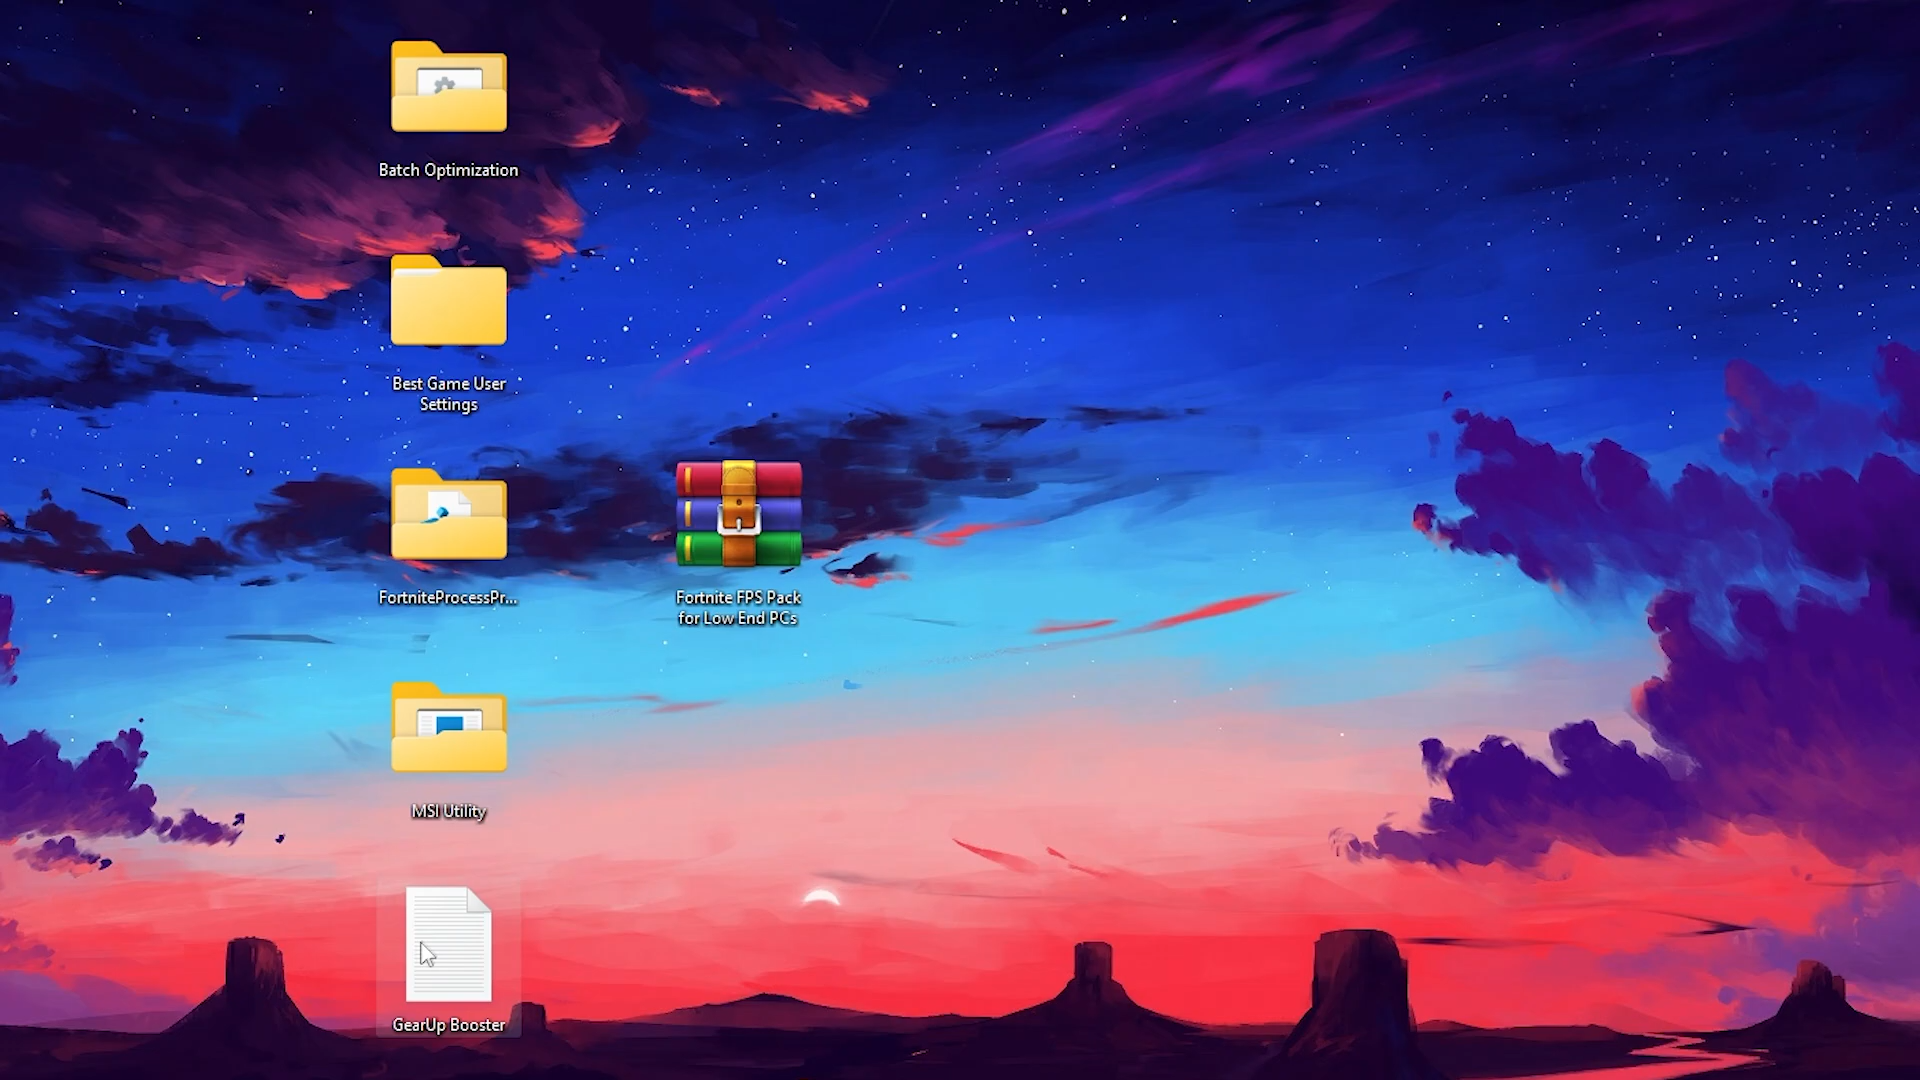 Batch Optimization
Best Game User
Settings
FortniteProcessPr...
Fortnite FPS Pack
for Low End PCs
MSI Utility
GearUp Booster